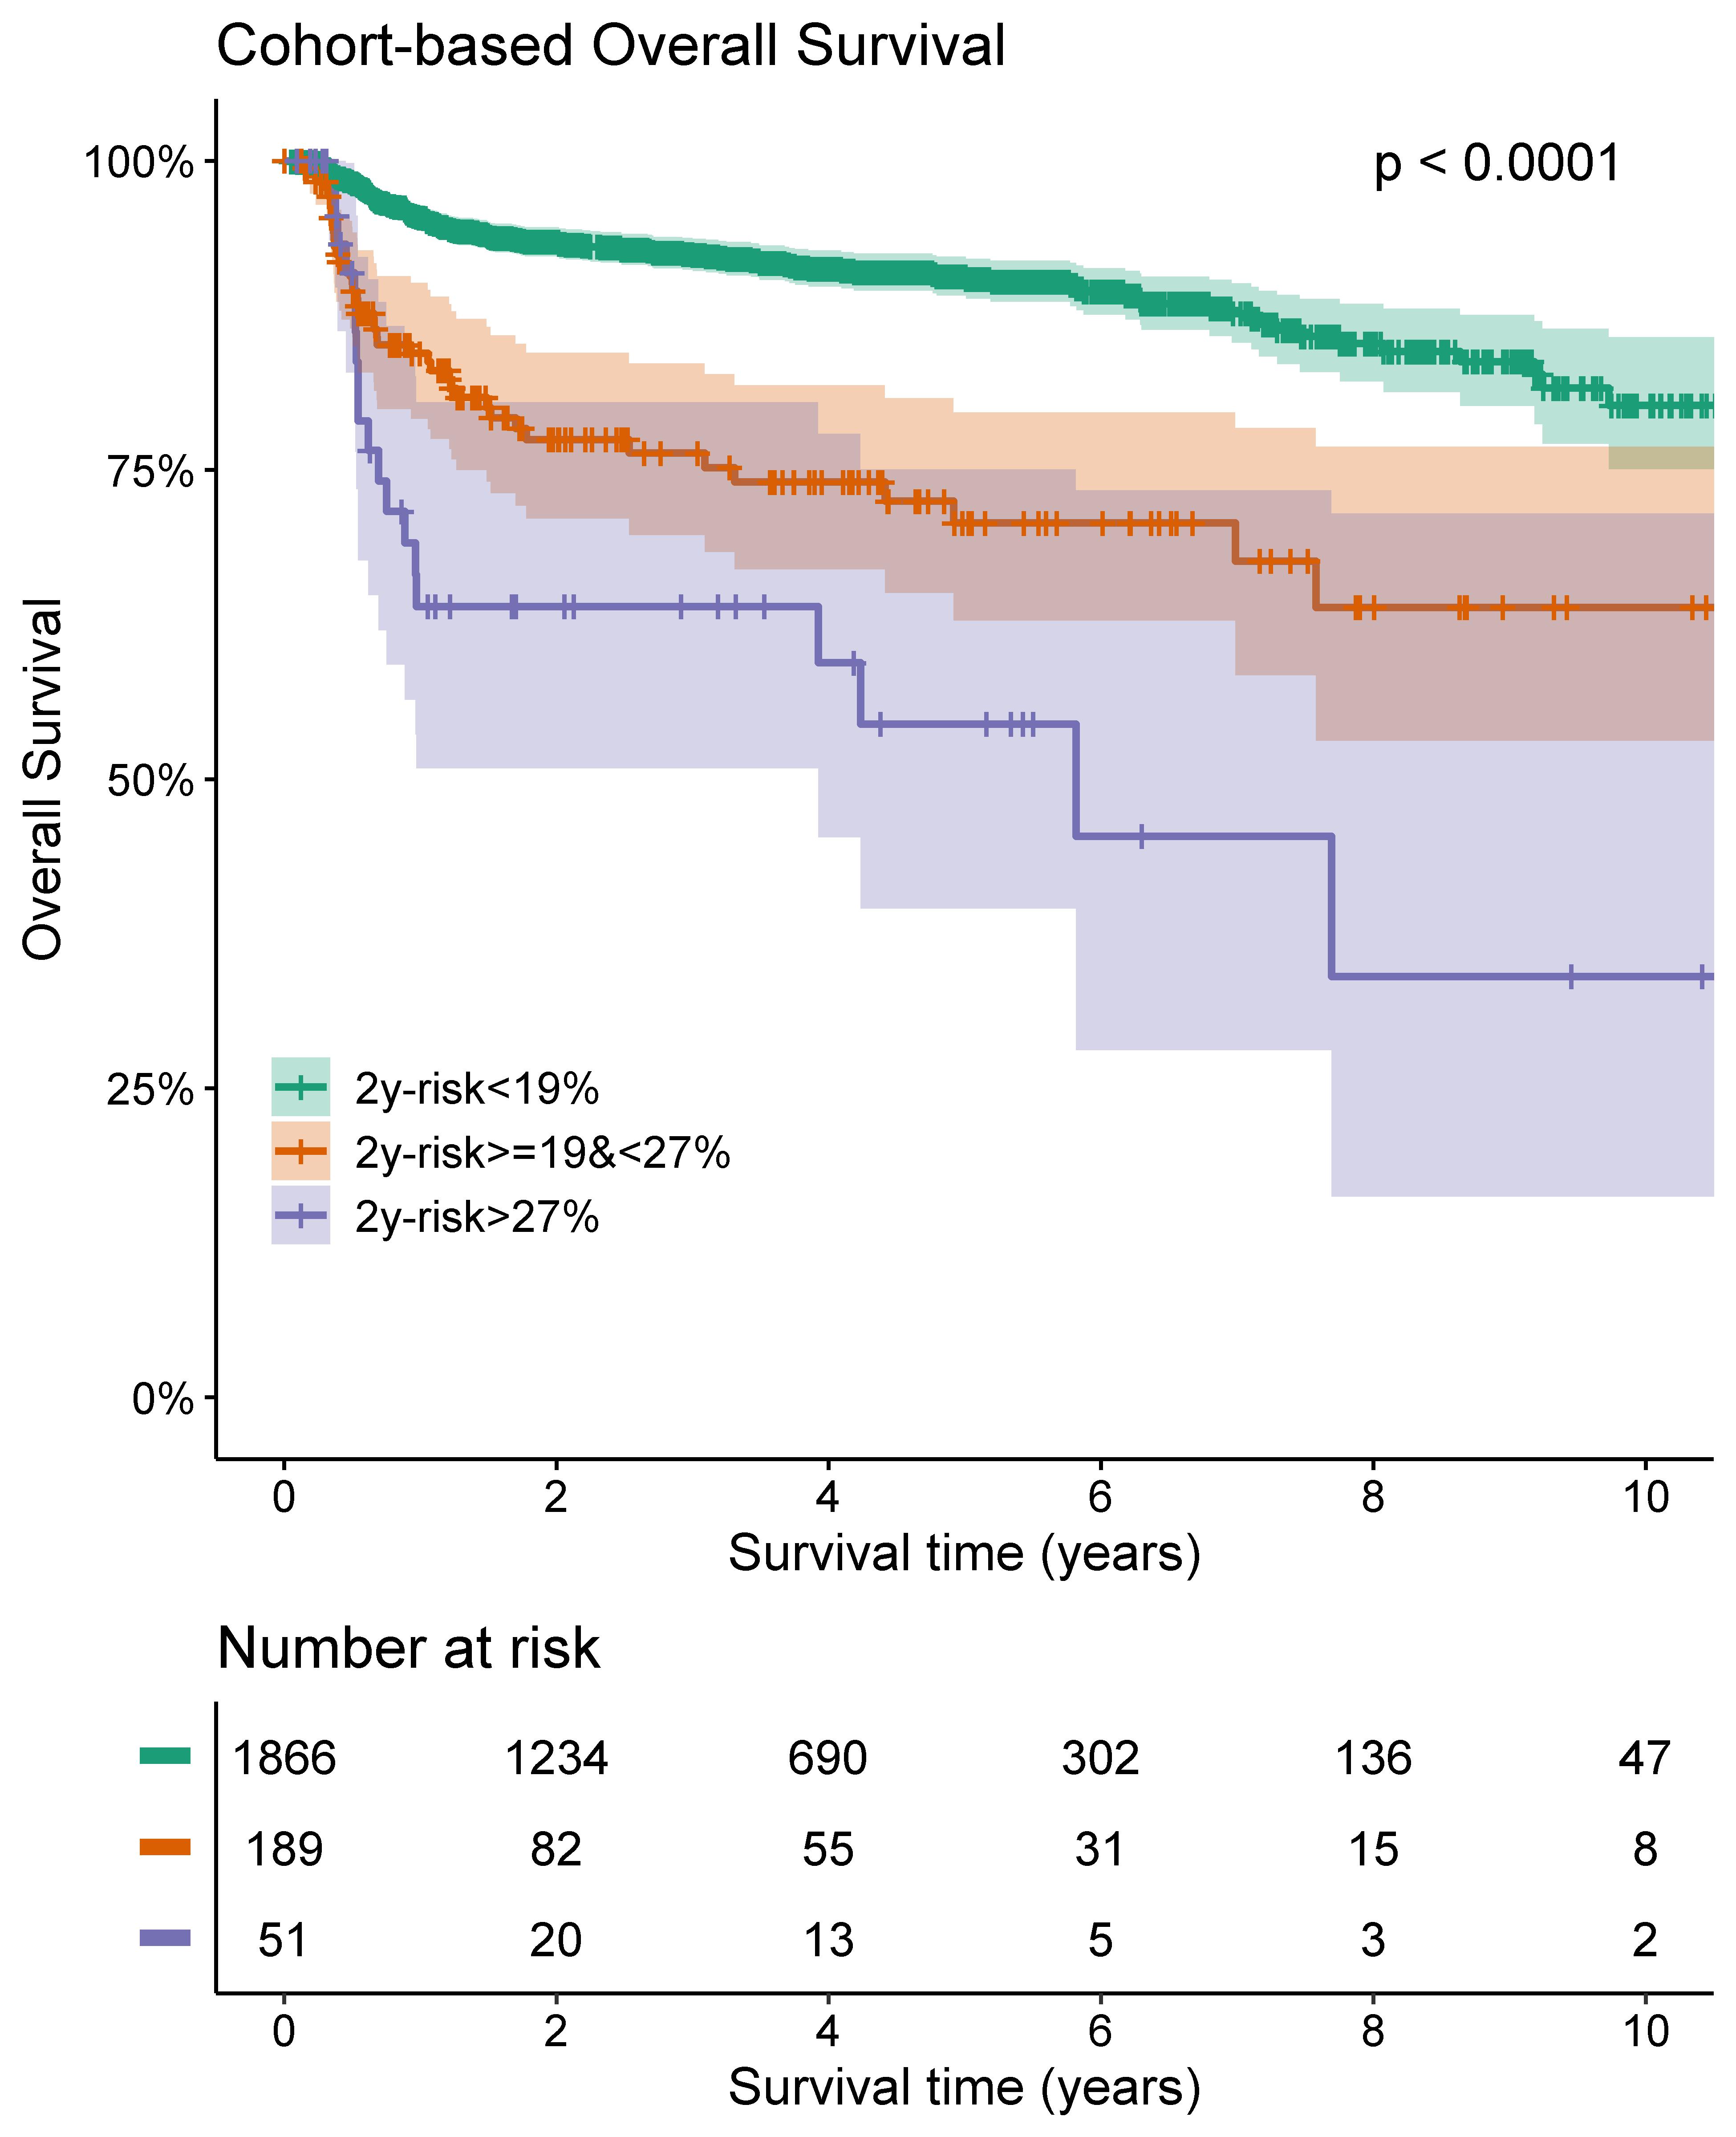 Cohort-based Overall Survival
p < 0.0001
100%
75%
50%
25%
0%
Overall Survival
2y-risk<19%
2y-risk>=19&<27%
2y-risk>27%
0 2 4 6 8 10
Survival time (years)
Number at risk
1866 1234 690 302 136 47
189 82 55 31 15 8
51 20 13 5 3 2
0 2 4 6 8 10
Survival time (years)